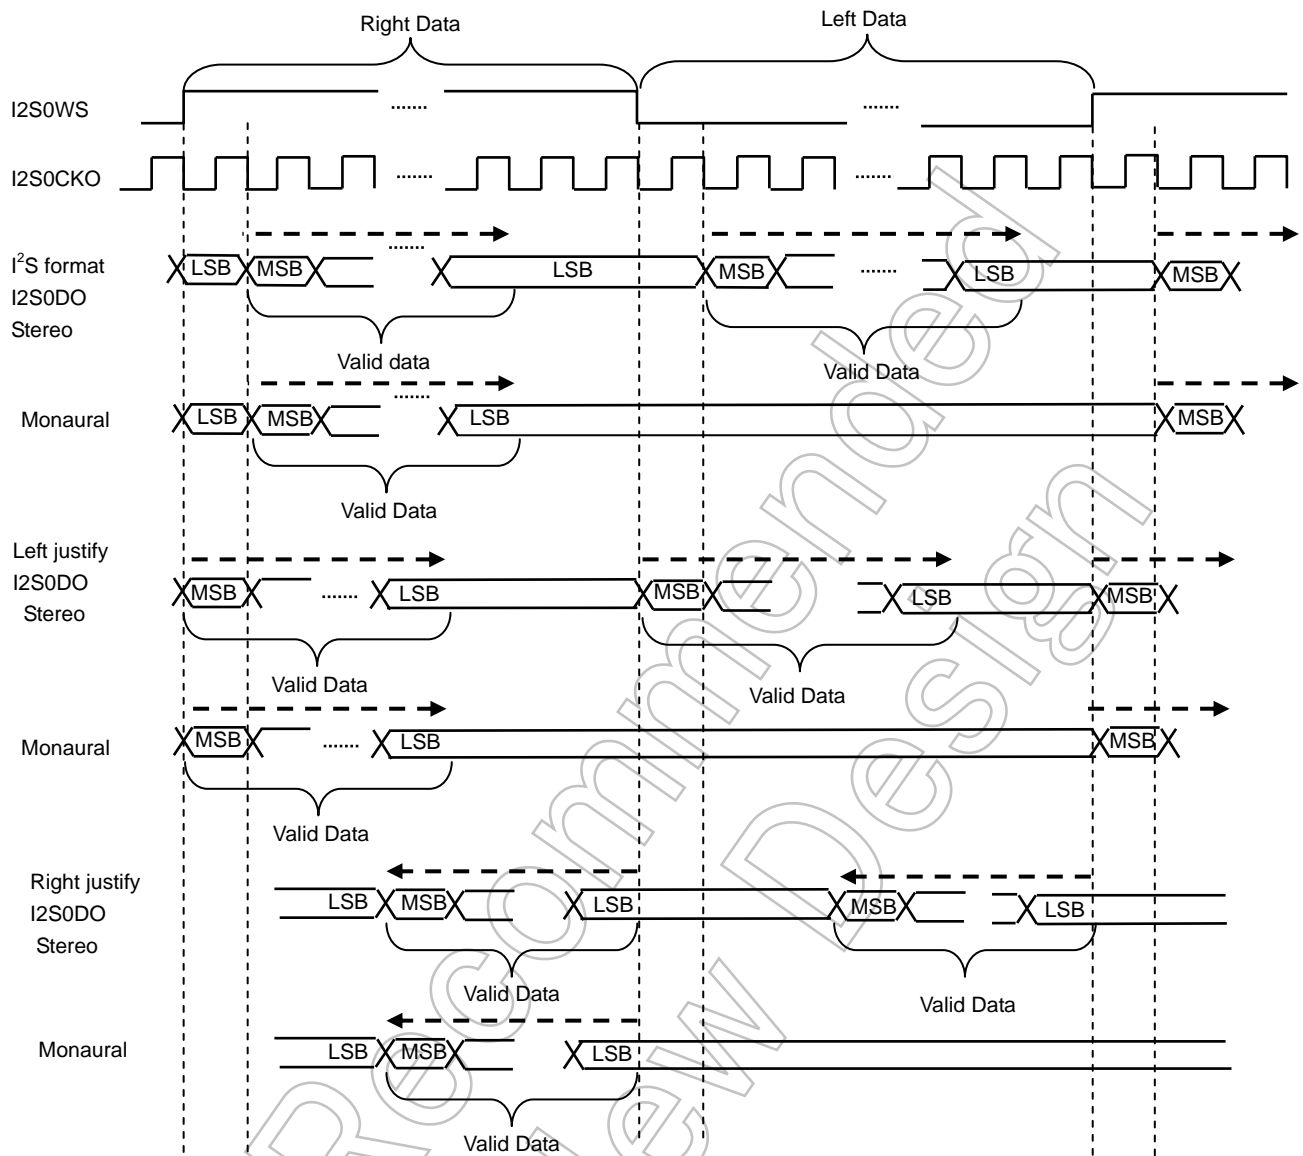 Right Data
Left Data
I2S0WS
........
........
I2S0CKO
........
........
I²S format
I2S0DO
Stereo
LSB
MSB
........
LSB
MSB
........
LSB
MSB
Valid data
Valid Data
Monaural
LSB
MSB
........
LSB
MSB
Valid Data
Left justify
I2S0DO
Stereo
MSB
........
LSB
MSB
LSB
MSB
Valid Data
Valid Data
Monaural
MSB
........
LSB
MSB
Valid Data
Right justify
I2S0DO
Stereo
LSB
MSB
LSB
MSB
LSB
Valid Data
Valid Data
Monaural
LSB
MSB
LSB
Valid Data
Recommended
New Design